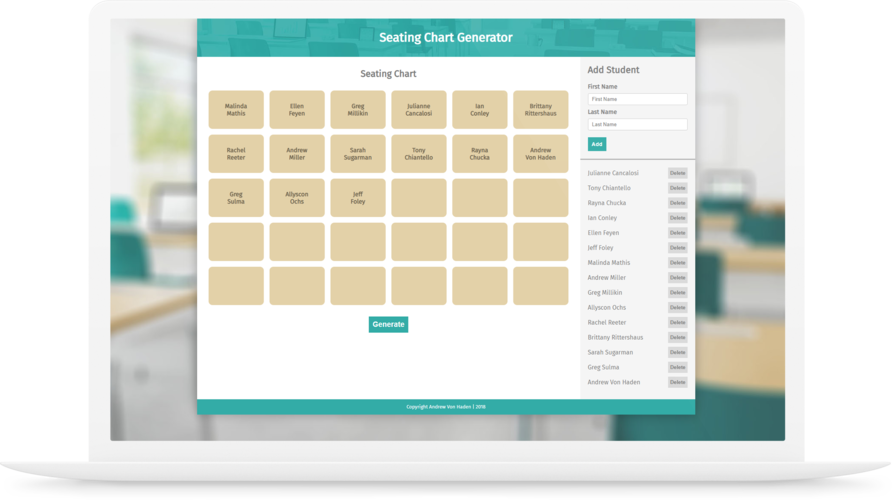 Seating Chart Generator
Seating Chart
Malinda
Mathis
Ellen
Feyen
Greg
Millikin
Julianne
Cancalosi
Ian
Conley
Brittany
Rittershaus
Rachel
Reeter
Andrew
Miller
Sarah
Sugarman
Tony
Chiantello
Rayna
Chucka
Andrew
Von Haden
Greg
Sulma
Allyscon
Ochs
Jeff
Foley
Generate
Add Student
First Name
First Name
Last Name
Last Name
Add
Julianne Cancalosi Delete
Tony Chiantello Delete
Rayna Chucka Delete
Ian Conley Delete
Ellen Feyen Delete
Jeff Foley Delete
Malinda Mathis Delete
Andrew Miller Delete
Greg Millikin Delete
Allyscon Ochs Delete
Rachel Reeter Delete
Brittany Rittershaus Delete
Sarah Sugarman Delete
Greg Sulma Delete
Andrew Von Haden Delete
Copyright Andrew Von Haden | 2018